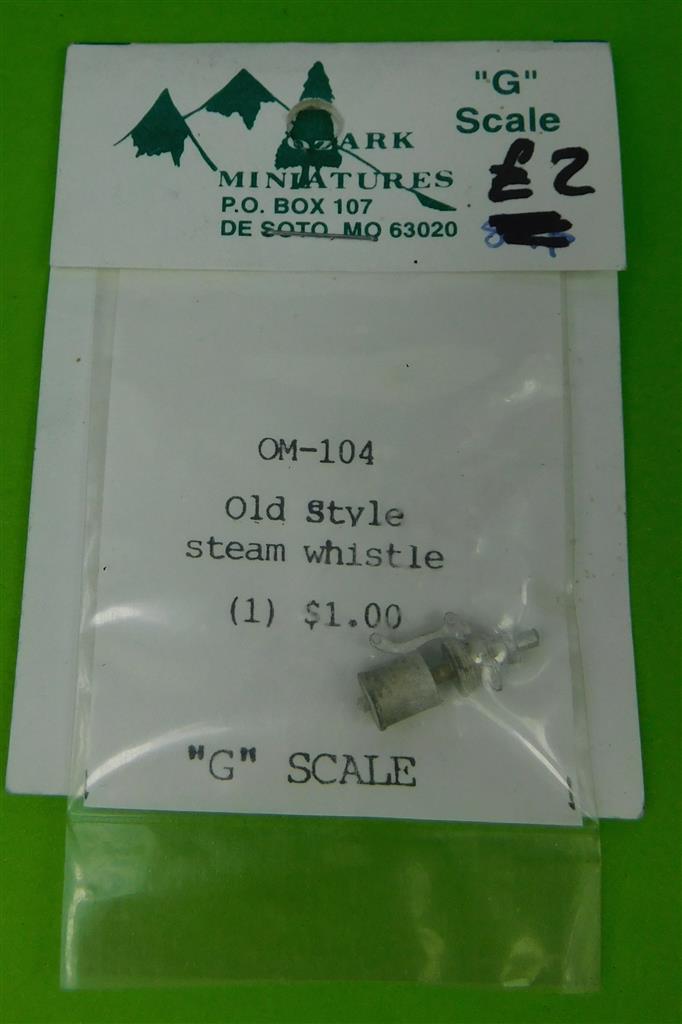 "G"
Scale
OZARK
MINIATURES
P.O. BOX 107
DE SOTO, MO 63020
£2
OM-104
Old Style
steam whistle
(1) $1.00
"G" SCALE